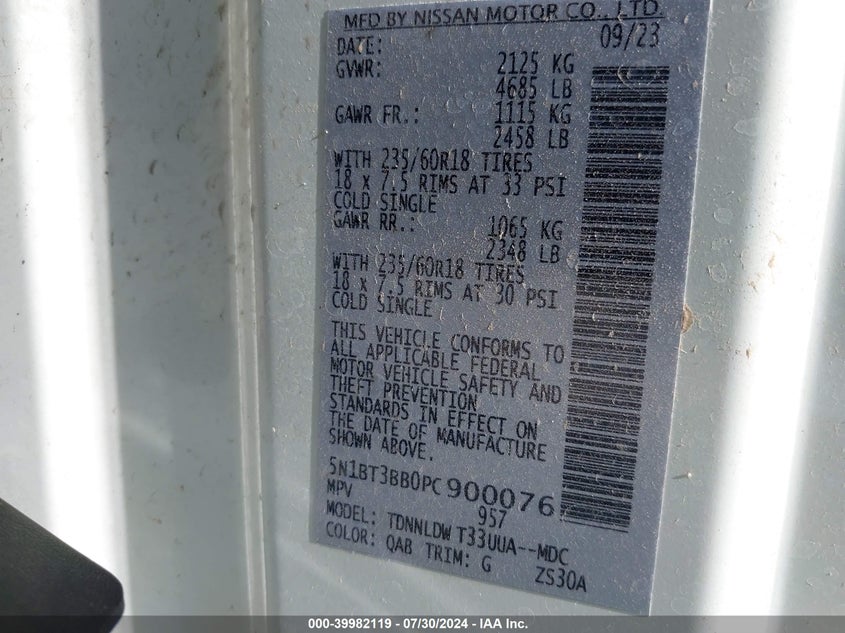 MFD BY NISSAN MOTOR CO., LTD.
DATE: 09/23
GVWR: 2125 KG
4685 LB
GAWR FR.: 1115 KG
2458 LB
WITH 235/60R18 TIRES
18 x 7.5 RIMS AT 33 PSI
COLD SINGLE
GAWR RR.: 1065 KG
2348 LB
WITH 235/60R18 TIRES
18 x 7.5 RIMS AT 30 PSI
COLD SINGLE
THIS VEHICLE CONFORMS TO
ALL APPLICABLE FEDERAL
MOTOR VEHICLE SAFETY AND
THEFT PREVENTION
STANDARDS IN EFFECT ON
THE DATE OF MANUFACTURE
SHOWN ABOVE.
5N1BT3BB0PC900076
MPV 957
MODEL: TDNNLDW T33UUA--MDC
COLOR: QAB TRIM: G ZS30A
000-39982119 / 07/30/2024 - IAA Inc.